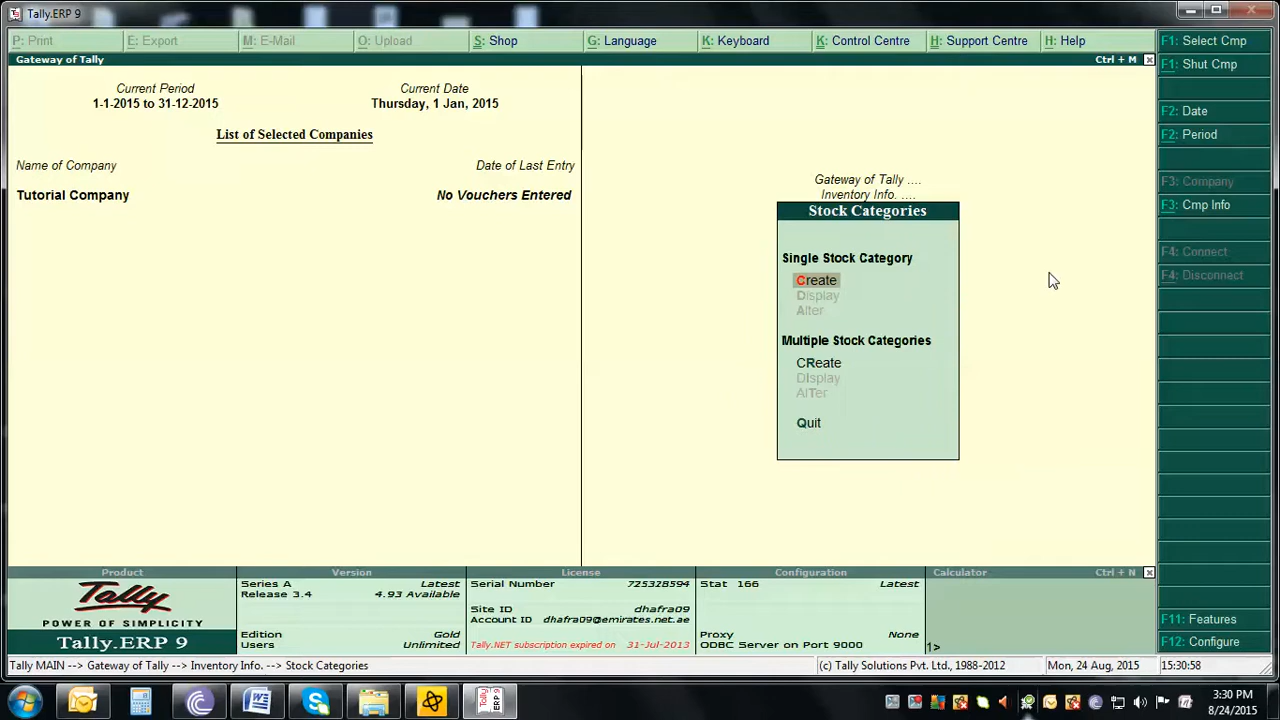 Tally.ERP 9
P: Print
E: Export
M: E-Mail
O: Upload
S: Shop
G: Language
K: Keyboard
K: Control Centre
H: Support Centre
H: Help
Gateway of Tally
Ctrl + M
Current Period
1-1-2015 to 31-12-2015
Current Date
Thursday, 1 Jan, 2015
List of Selected Companies
Name of Company
Date of Last Entry
Tutorial Company
No Vouchers Entered
Gateway of Tally ....
Inventory Info. ....
Stock Categories
Single Stock Category
Create
Display
Alter
Multiple Stock Categories
CReate
DIsplay
AlTer
Quit
F1: Select Cmp
F1: Shut Cmp
F2: Date
F2: Period
F3: Company
F3: Cmp Info
F4: Connect
F4: Disconnect
F11: Features
F12: Configure
Product
Tally
POWER OF SIMPLICITY
Tally.ERP 9
Version
Series A Latest
Release 3.4 4.93 Available
Edition Gold
Users Unlimited
License
Serial Number 725328594
Site ID dhafra09
Account ID dhafra09@emirates.net.ae
Tally.NET subscription expired on 31-Jul-2013
Configuration
Stat 166 Latest
Proxy None
ODBC Server on Port 9000
Calculator
Ctrl + N
1>
Tally MAIN --> Gateway of Tally --> Inventory Info. --> Stock Categories
(c) Tally Solutions Pvt. Ltd., 1988-2012
Mon, 24 Aug, 2015
15:30:58
Tally ERP 9
3:30 PM
8/24/2015